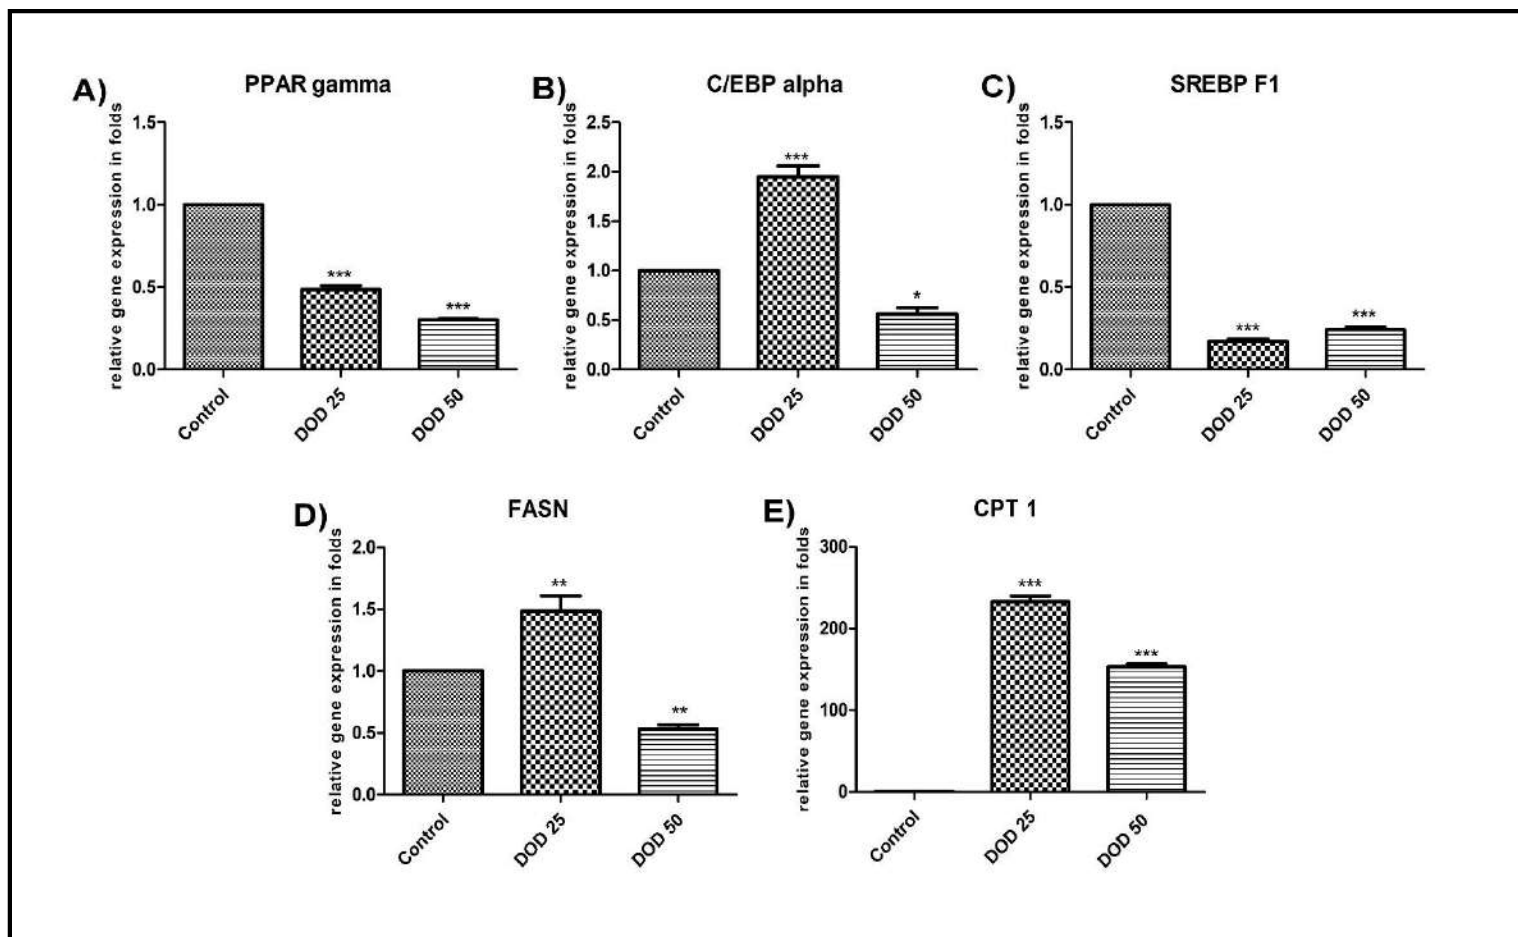 A)
PPAR gamma
relative gene expression in folds
1.5
1.0
0.5
0.0
***
***
Control
DOD 25
DOD 50
B)
C/EBP alpha
relative gene expression in folds
2.5
2.0
1.5
1.0
0.5
0.0
***
*
Control
DOD 25
DOD 50
C)
SREBP F1
relative gene expression in folds
1.5
1.0
0.5
0.0
***
***
Control
DOD 25
DOD 50
D)
FASN
relative gene expression in folds
2.0
1.5
1.0
0.5
0.0
**
**
Control
DOD 25
DOD 50
E)
CPT 1
relative gene expression in folds
300
200
100
0
***
***
Control
DOD 25
DOD 50